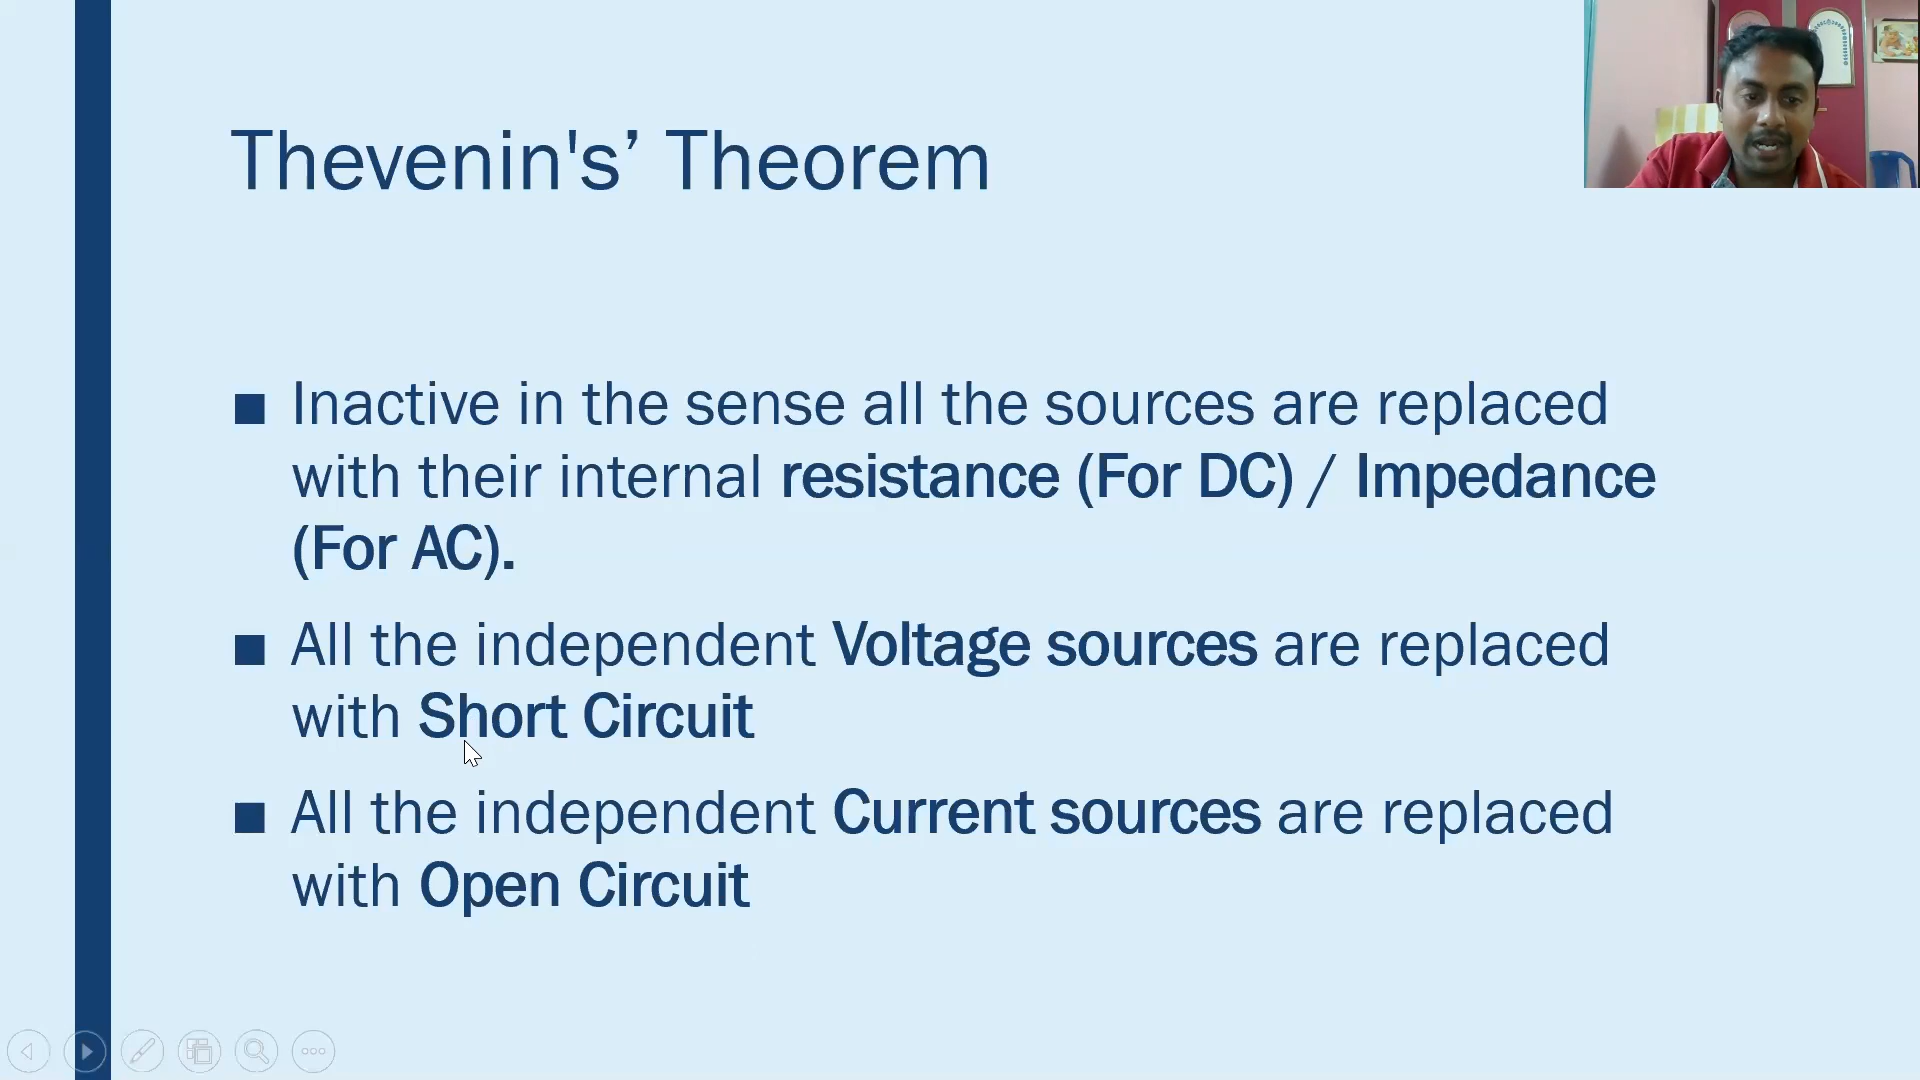 Thevenin's’ Theorem
■ Inactive in the sense all the sources are replaced
with their internal resistance (For DC) / Impedance
(For AC).
■ All the independent Voltage sources are replaced
with Short Circuit
■ All the independent Current sources are replaced
with Open Circuit